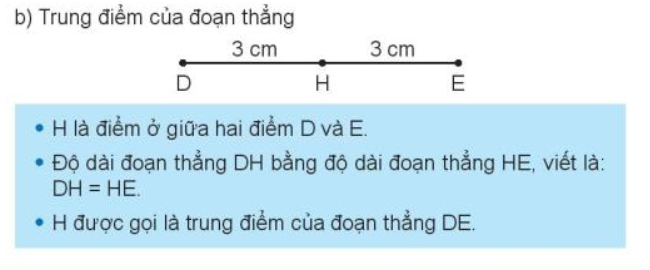 b) Trung điểm của đoạn thẳng
3 cm 3 cm
D H E
• H là điểm ở giữa hai điểm D và E.
• Độ dài đoạn thẳng DH bằng độ dài đoạn thẳng HE, viết là:
DH = HE.
• H được gọi là trung điểm của đoạn thẳng DE.